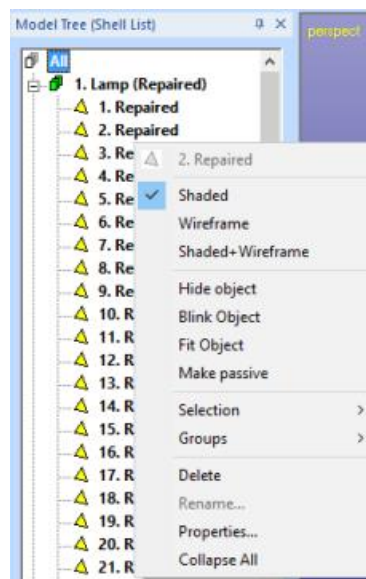 Model Tree (Shell List)
perspect
All
1. Lamp (Repaired)
1. Repaired
2. Repaired
3. Re
4. Re
5. Re
6. Re
7. Re
8. Re
9. Re
10. R
11. R
12. R
13. R
14. R
15. R
16. R
17. R
18. R
19. R
20. R
21. R
2. Repaired
Shaded
Wireframe
Shaded+Wireframe
Hide object
Blink Object
Fit Object
Make passive
Selection
Groups
Delete
Rename...
Properties...
Collapse All